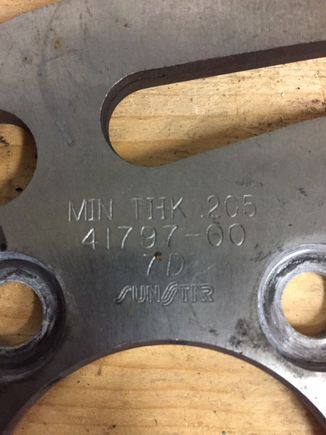 MIN THK .205
41797-00
7D
SUNSTAR